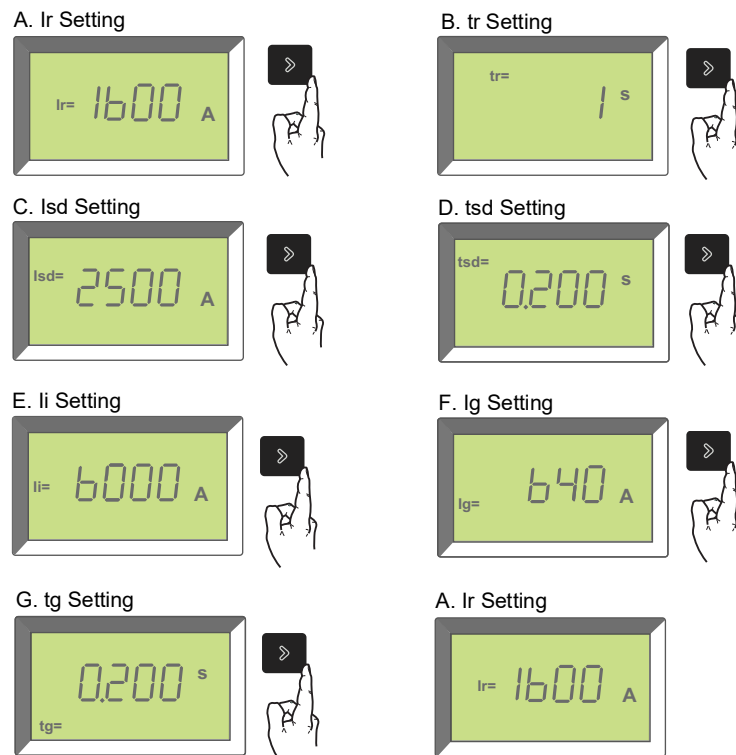 A. Ir Setting
Ir= 1600 A
B. tr Setting
tr= 1 s
C. Isd Setting
Isd= 2500 A
D. tsd Setting
tsd= 0.200 s
E. Ii Setting
Ii= 6000 A
F. Ig Setting
Ig= 640 A
G. tg Setting
tg= 0.200 s
A. Ir Setting
Ir= 1600 A